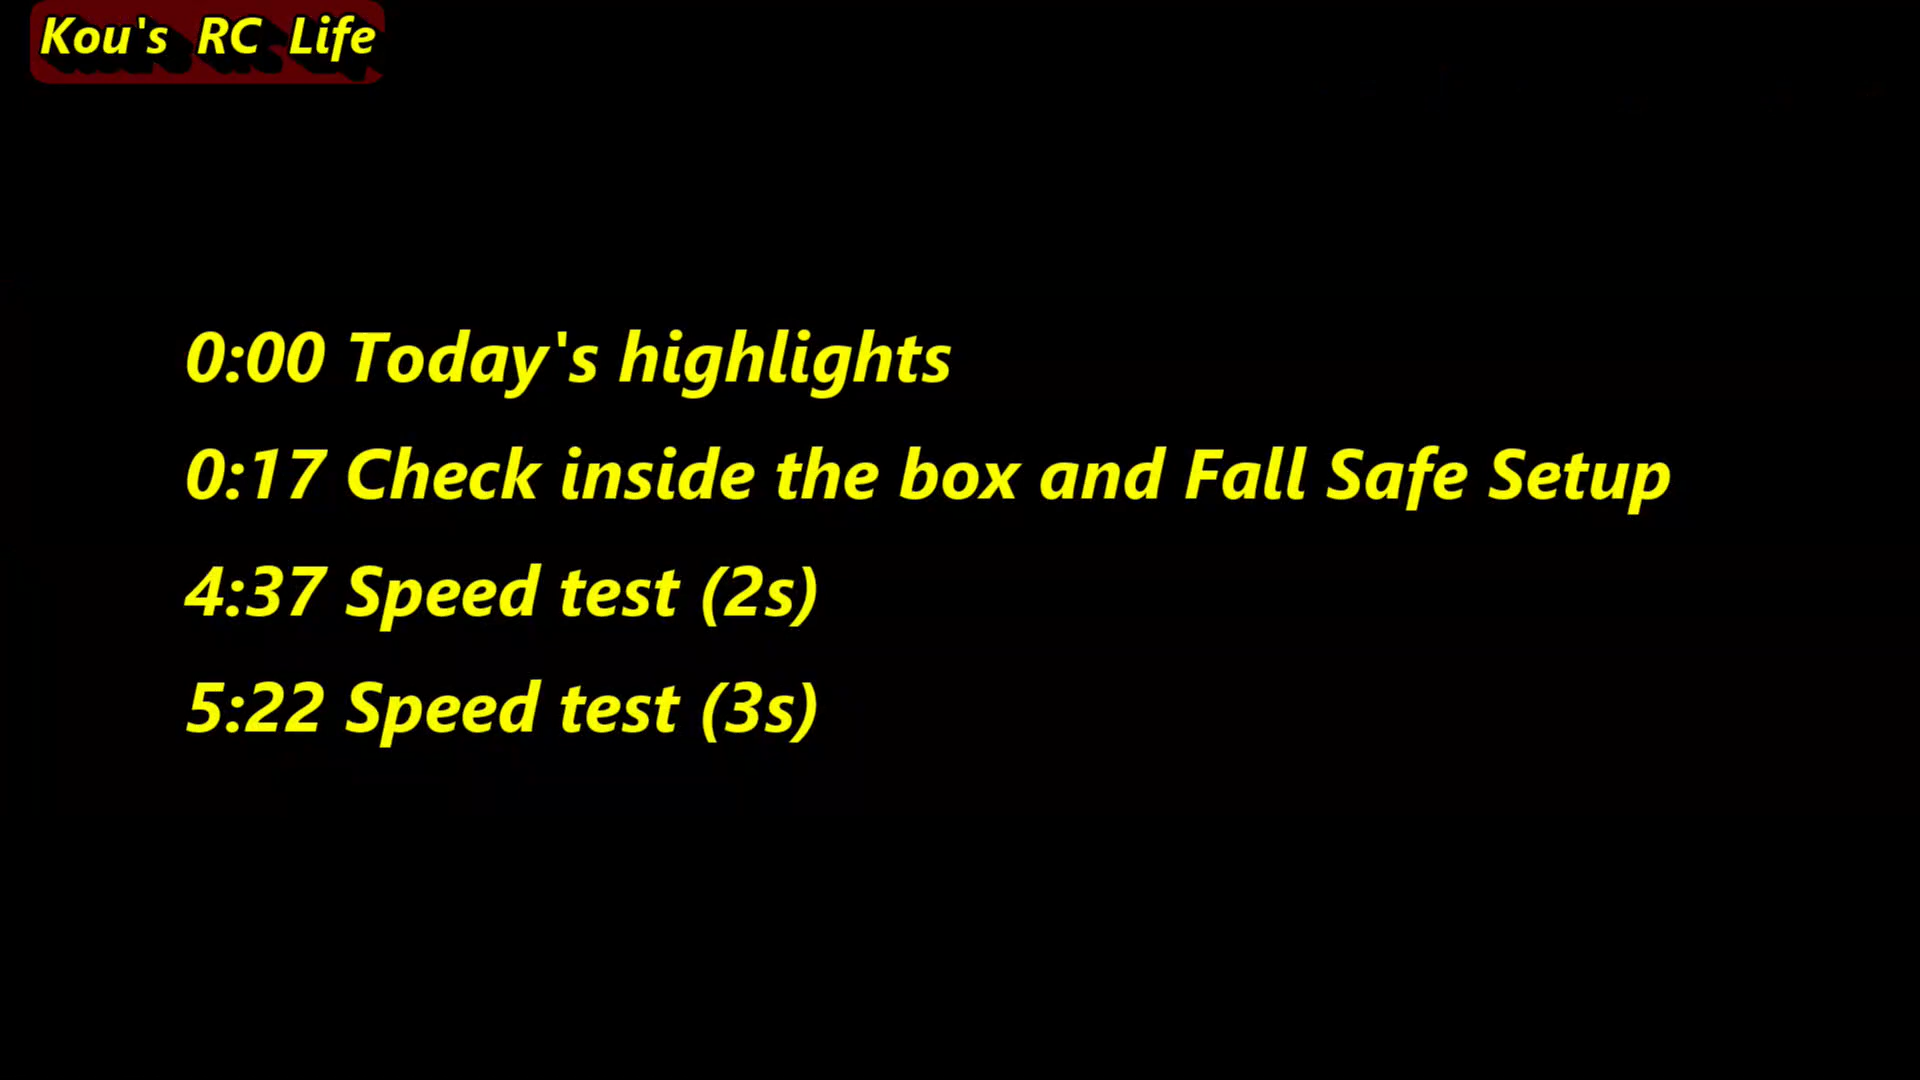 Kou's RC Life
0:00 Today's highlights
0:17 Check inside the box and Fall Safe Setup
4:37 Speed test (2s)
5:22 Speed test (3s)